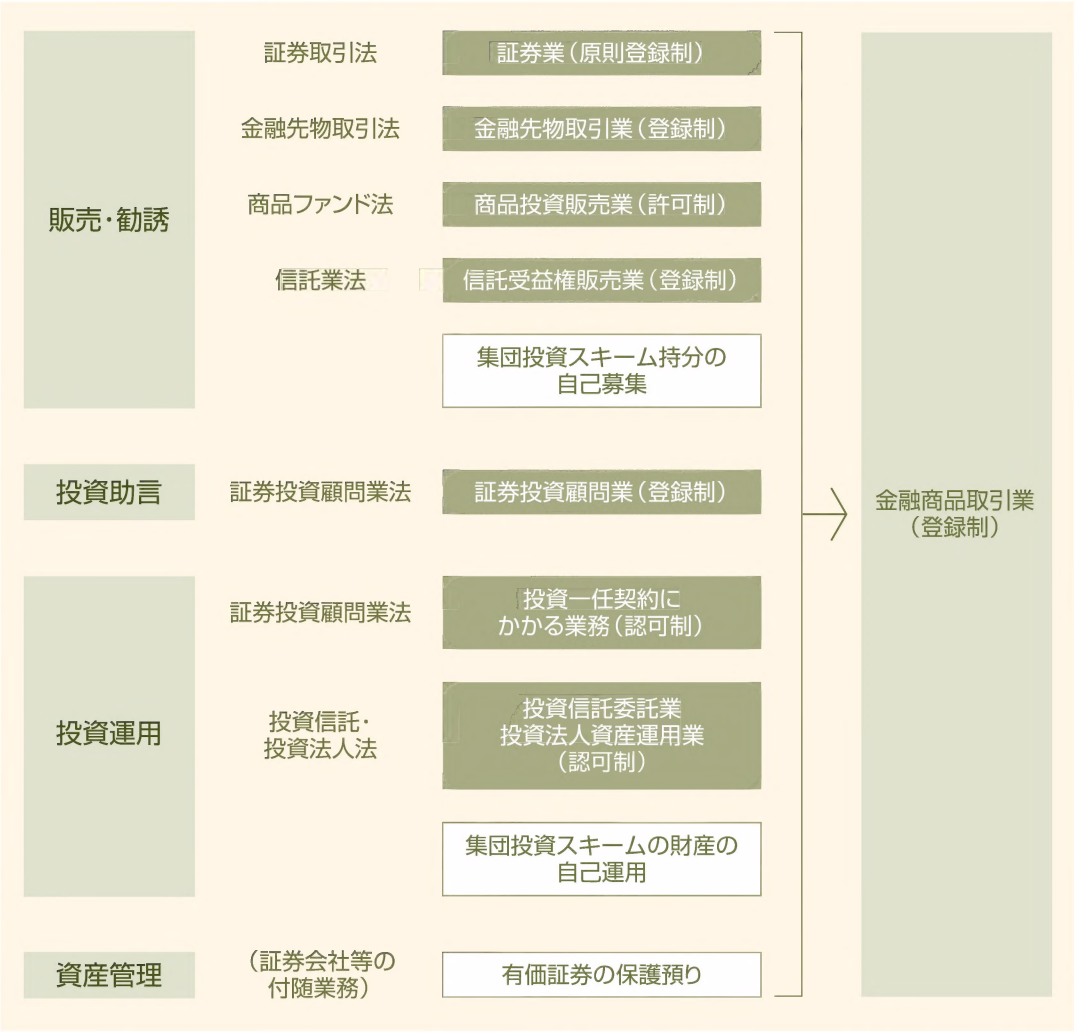 販売・勧誘
証券取引法
証券業(原則登録制)
金融先物取引法
金融先物取引業(登録制)
商品ファンド法
商品投資販売業(許可制)
信託業法
信託受益権販売業(登録制)
集団投資スキーム持分の
自己募集
投資助言
証券投資顧問業法
証券投資顧問業(登録制)
投資運用
証券投資顧問業法
投資一任契約に
かかる業務(認可制)
投資信託・
投資法人法
投資信託委託業
投資法人資産運用業
(認可制)
集団投資スキームの財産の
自己運用
資産管理
(証券会社等の
付随業務)
有価証券の保護預り
金融商品取引業
(登録制)